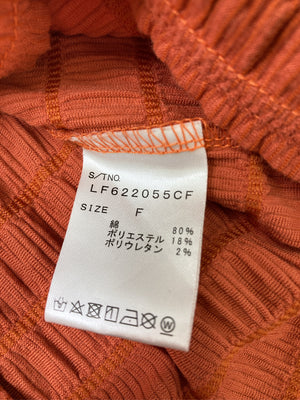 S/TNO.
LF622055CF
SIZE F
綿 80%
ポリエステル 18%
ポリウレタン 2%